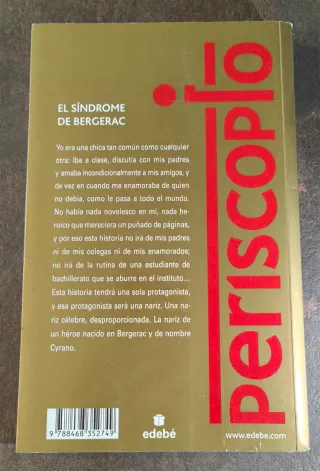 EL SÍNDROME
DE BERGERAC
Yo era una chica tan común como cualquier
otra: Iba a clase, discutía con mis padres
y amaba incondicionalmente a mis amigos, y
de vez en cuando me enamoraba de quien
no debía, como le pasa a todo el mundo.
No había nada novelesco en mí, nada he-
roico que mereciera un puñado de páginas,
y por eso esta historia no irá de mis padres
ni de mis colegas ni de mis enamorados;
no irá de la rutina de una estudiante de
bachillerato que se aburre en el instituto...
Esta historia tendrá una sola protagonista,
y esa protagonista será una nariz. Una na-
riz célebre, desproporcionada. La nariz de
un héroe nacido en Bergerac y de nombre
Cyrano.
9 788468 352749
edebé
www.edebe.com
periscopio